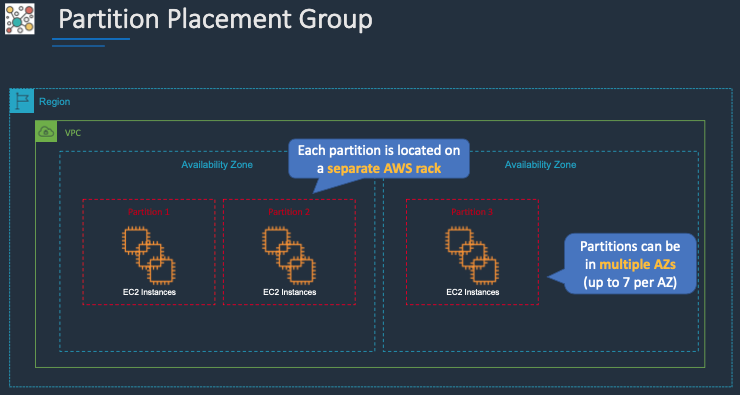 Partition Placement Group
Region
VPC
Availability Zone
Each partition is located on
a separate AWS rack
Availability Zone
Partition 1
Partition 2
Partition 3
EC2 Instances
EC2 Instances
EC2 Instances
Partitions can be
in multiple AZs
(up to 7 per AZ)